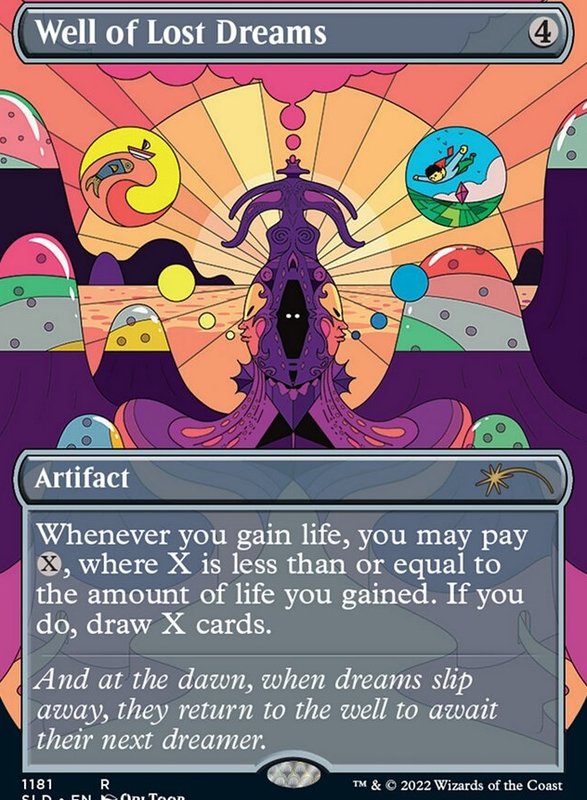 Well of Lost Dreams 4
Artifact
Whenever you gain life, you may pay
X, where X is less than or equal to
the amount of life you gained. If you
do, draw X cards.
And at the dawn, when dreams slip
away, they return to the well to await
their next dreamer.
1181 R
™ & © 2022 Wizards of the Coast
SLD • EN